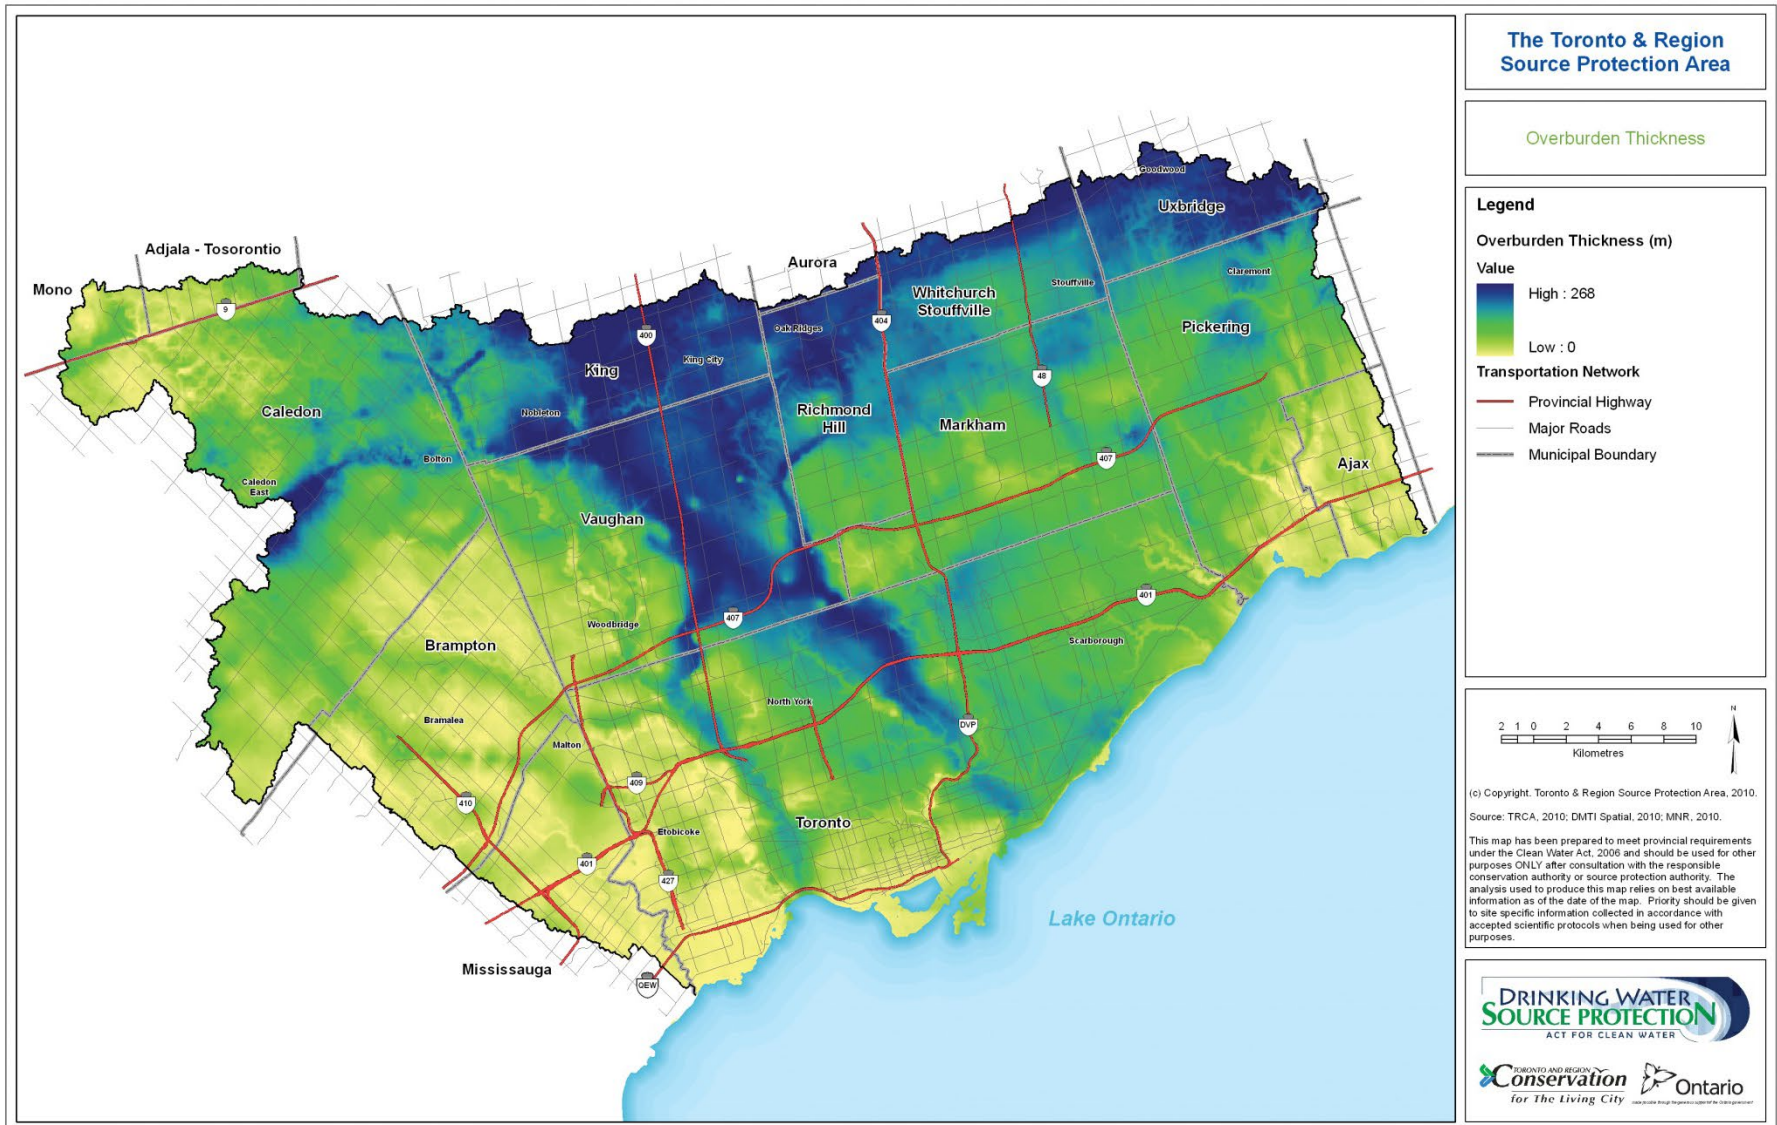 The Toronto & Region
Source Protection Area
Overburden Thickness
Legend
Overburden Thickness (m)
Value
High : 268
Low : 0
Transportation Network
Provincial Highway
Major Roads
Municipal Boundary
Goodwood
Uxbridge
Adjala - Tosorontio
Aurora
Mono
Claremont
Stouffville
Whitchurch
Stouffville
9
404
Oak Ridges
Pickering
400
King City
King
48
Caledon
Nobleton
Richmond
Hill
Markham
407
Bolton
Ajax
Caledon
East
Vaughan
401
407
Woodbridge
Scarborough
Brampton
North York
Bramalea
DVP
Malton
409
410
Toronto
Etobicoke
401
427
Lake Ontario
Mississauga
QEW
N
2 1 0 2 4 6 8 10
Kilometres
(c) Copyright. Toronto & Region Source Protection Area, 2010.
Source: TRCA, 2010; DMTI Spatial, 2010; MNR, 2010.
This map has been prepared to meet provincial requirements
under the Clean Water Act, 2006 and should be used for other
purposes ONLY after consultation with the responsible
conservation authority or source protection authority. The
analysis used to produce this map relies on best available
information as of the date of the map. Priority should be given
to site specific information collected in accordance with
accepted scientific protocols when being used for other
purposes.
DRINKING WATER
SOURCE PROTECTION
ACT FOR CLEAN WATER
TORONTO AND REGION
Conservation
for The Living City
Ontario